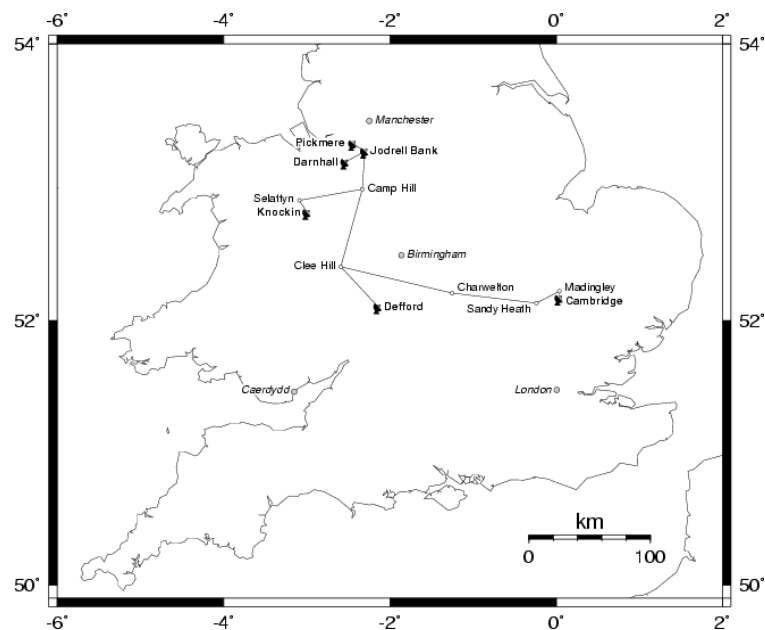 -6° -4° -2° 0° 2°
54° 54°
Manchester
Pickmere
Jodrell Bank
Darnhall
Camp Hill
Selattyn
Knockin
Birmingham
Clee Hill
Charwelton
Madingley
Cambridge
Sandy Heath
Defford
52° 52°
Caerdydd
London
km
0 100
50° 50°
-6° -4° -2° 0° 2°